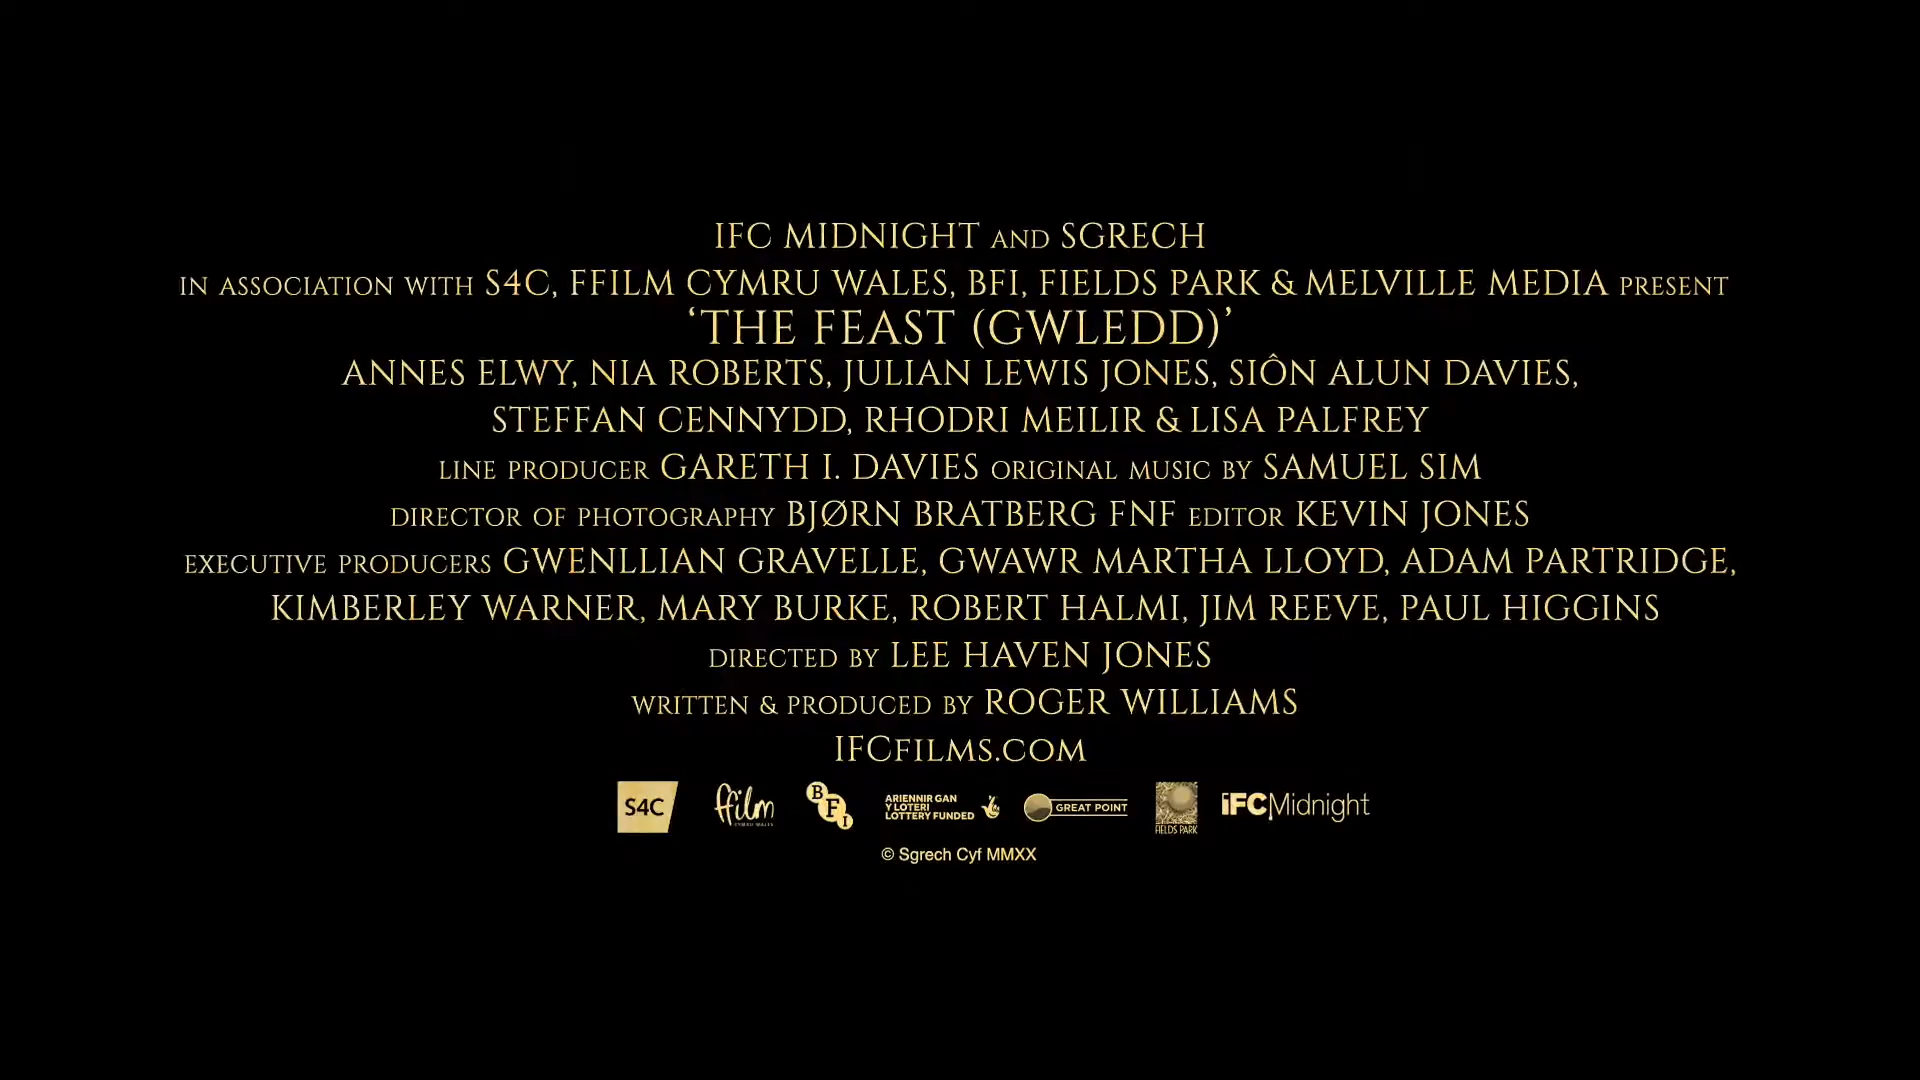 IFC MIDNIGHT AND SGRECH
IN ASSOCIATION WITH S4C, FFILM CYMRU WALES, BFI, FIELDS PARK & MELVILLE MEDIA PRESENT
‘THE FEAST (GWLEDD)’
ANNES ELWY, NIA ROBERTS, JULIAN LEWIS JONES, SIÔN ALUN DAVIES,
STEFFAN CENNYDD, RHODRI MEILIR & LISA PALFREY
LINE PRODUCER GARETH I. DAVIES ORIGINAL MUSIC BY SAMUEL SIM
DIRECTOR OF PHOTOGRAPHY BJØRN BRATBERG FNF EDITOR KEVIN JONES
EXECUTIVE PRODUCERS GWENLLIAN GRAVELLE, GWAWR MARTHA LLOYD, ADAM PARTRIDGE,
KIMBERLEY WARNER, MARY BURKE, ROBERT HALMI, JIM REEVE, PAUL HIGGINS
DIRECTED BY LEE HAVEN JONES
WRITTEN & PRODUCED BY ROGER WILLIAMS
IFCFILMS.COM
S4C
ffilm
BFI
ARIENNIR GAN
Y LOTERI
LOTTERY FUNDED
GREAT POINT
FIELDS PARK
IFC Midnight
© Sgrech Cyf MMXX